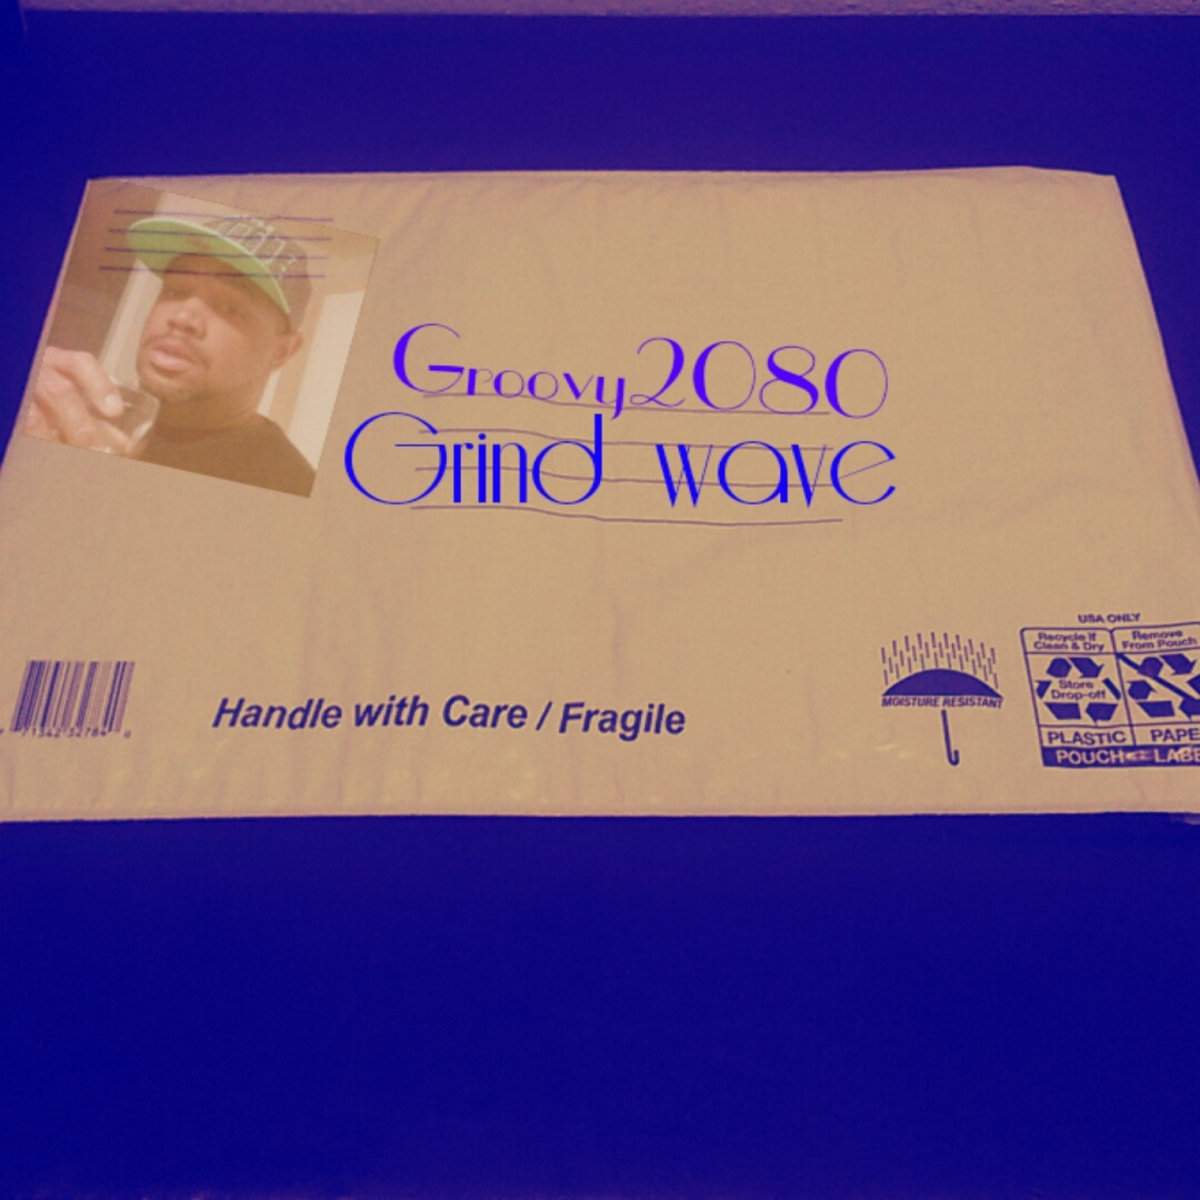 Groovy2080
Grind wave
Handle with Care / Fragile
MOISTURE RESISTANT
USA ONLY
Recycle If
Clean & Dry
Store
Drop-off
PLASTIC
POUCH
Remove
From Pouch